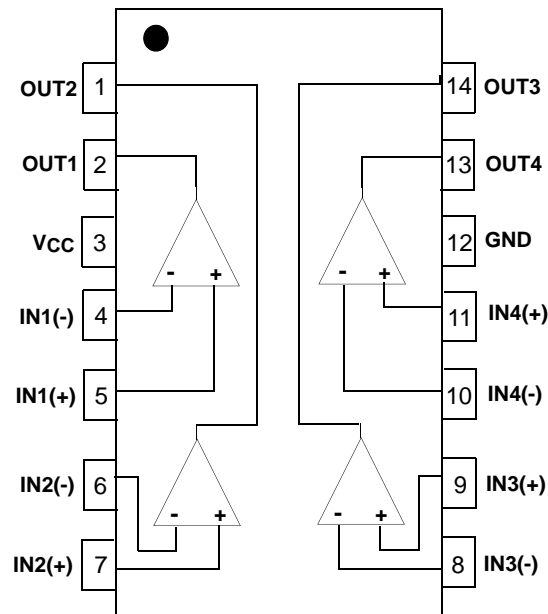 OUT2 1 14 OUT3
OUT1 2 13 OUT4
VCC 3 12 GND
- + - +
IN1(-) 4 11 IN4(+)
IN1(+) 5 10 IN4(-)
IN2(-) 6 9 IN3(+)
- + - +
IN2(+) 7 8 IN3(-)